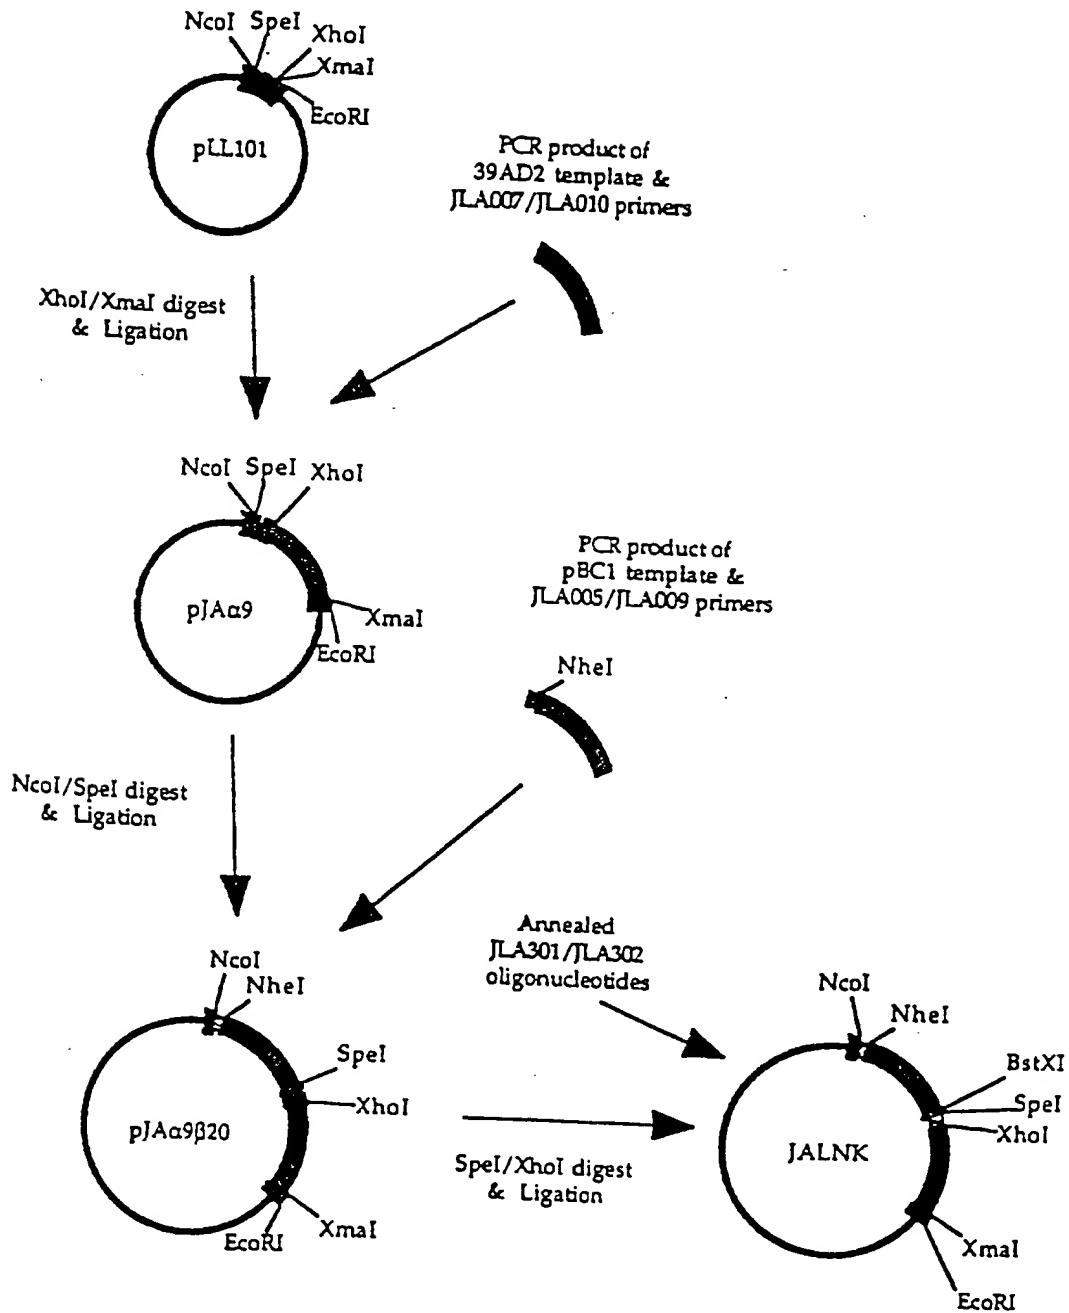 NcoI SpeI XhoI
XmaI
EcoRI
pLL101
PCR product of
39AD2 template &
JLA007/JLA010 primers
XhoI/XmaI digest
& Ligation
NcoI SpeI XhoI
pJAα9
XmaI
EcoRI
PCR product of
pBC1 template &
JLA005/JLA009 primers
NheI
NcoI/SpeI digest
& Ligation
Annealed
JLA301/JLA302
oligonucleotides
NcoI
NheI
SpeI
XhoI
pJAα9β20
XmaI
EcoRI
SpeI/XhoI digest
& Ligation
NcoI
NheI
BstXI
SpeI
XhoI
JALNK
XmaI
EcoRI